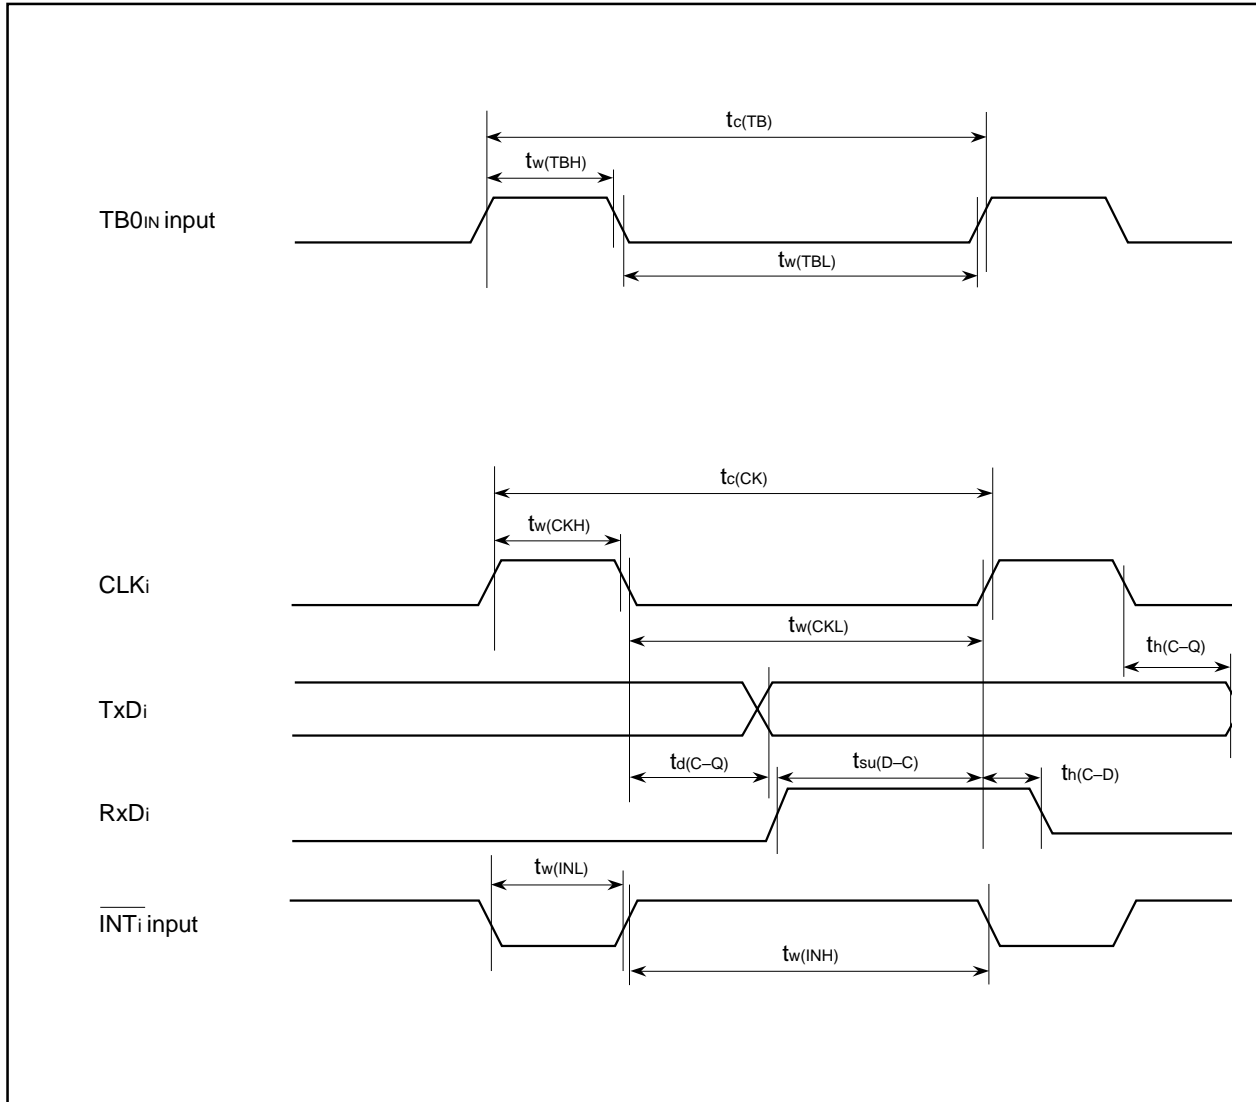 tc(TB)
tw(TBH)
TB0IN input
tw(TBL)
tc(CK)
tw(CKH)
CLKi
tw(CKL)
th(C–Q)
TxDi
td(C–Q)
tsu(D–C)
th(C–D)
RxDi
tw(INL)
INTi input
tw(INH)